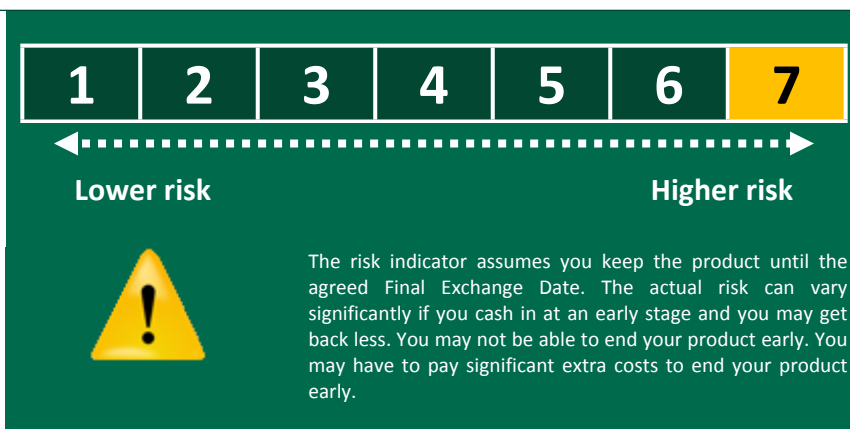 1 2 3 4 5 6 7
Lower risk Higher risk
The risk indicator assumes you keep the product until the
agreed Final Exchange Date. The actual risk can vary
significantly if you cash in at an early stage and you may get
back less. You may not be able to end your product early. You
may have to pay significant extra costs to end your product
early.